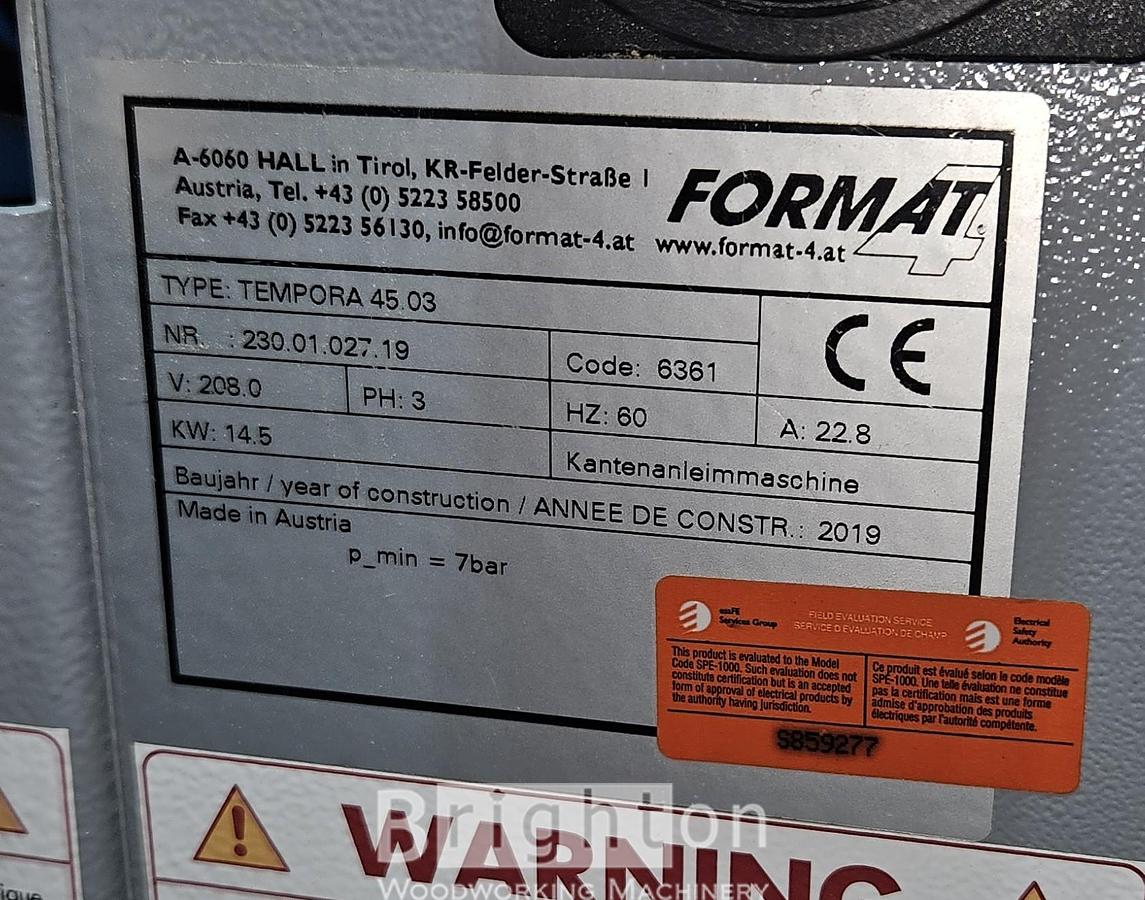 A-6060 HALL in Tirol, KR-Felder-Straße 1
Austria, Tel. +43 (0) 5223 58500
Fax +43 (0) 5223 56130, info@format-4.at
FORMAT 4®
www.format-4.at
TYPE: TEMPORA 45.03
NR. : 230.01.027.19
Code: 6361
CE
V: 208.0
PH: 3
HZ: 60
A: 22.8
KW: 14.5
Kantenanleimmaschine
Baujahr / year of construction / ANNEE DE CONSTR.: 2019
Made in Austria
p_min = 7bar
esaFE
Services Group
FIELD EVALUATION SERVICE
SERVICE D'EVALUATION DE CHAMP
Electrical
Safety
Authority
This product is evaluated to the Model
Code SPE-1000. Such evaluation does not
constitute certification but is an accepted
form of approval of electrical products by
the authority having jurisdiction.
Ce produit est évalué selon le code modèle
SPE-1000. Une telle évaluation ne constitue
pas la certification mais est une forme
admise d'approbation des produits
électriques par l'autorité compétente.
S859277
WARNING
Brighton
WOODWORKING MACHINERY